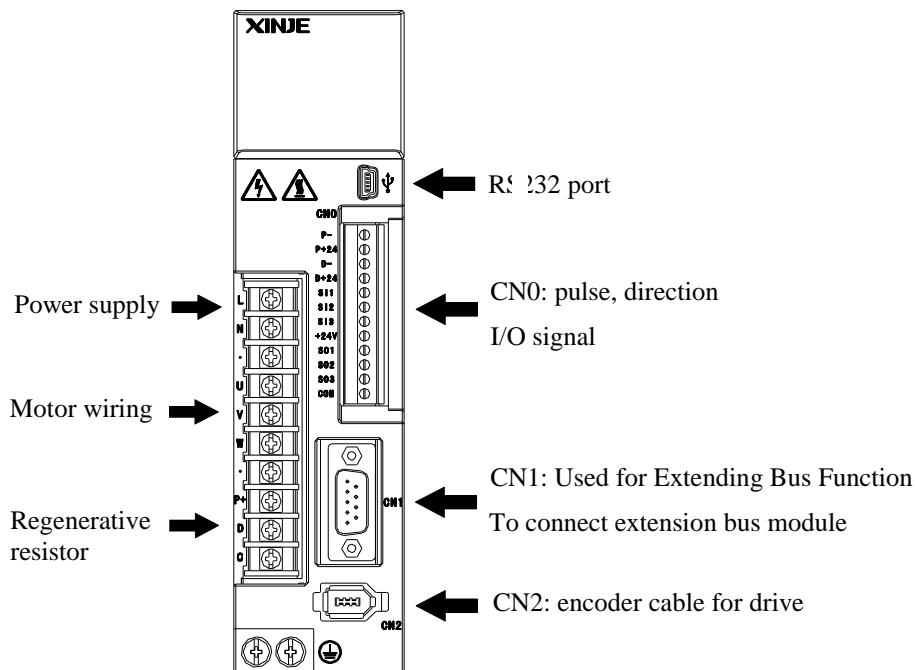 XINJE
RS232 port
CN0
P-
P+24
D-
D+24
SI1
SI2
SI3
+24V
SO1
SO2
SO3
COM
CN0: pulse, direction
I/O signal
Power supply
L
N
·
U
Motor wiring
V
W
·
P+
Regenerative
resistor
D
C
CN1
CN1: Used for Extending Bus Function
To connect extension bus module
CN2: encoder cable for drive
CN2